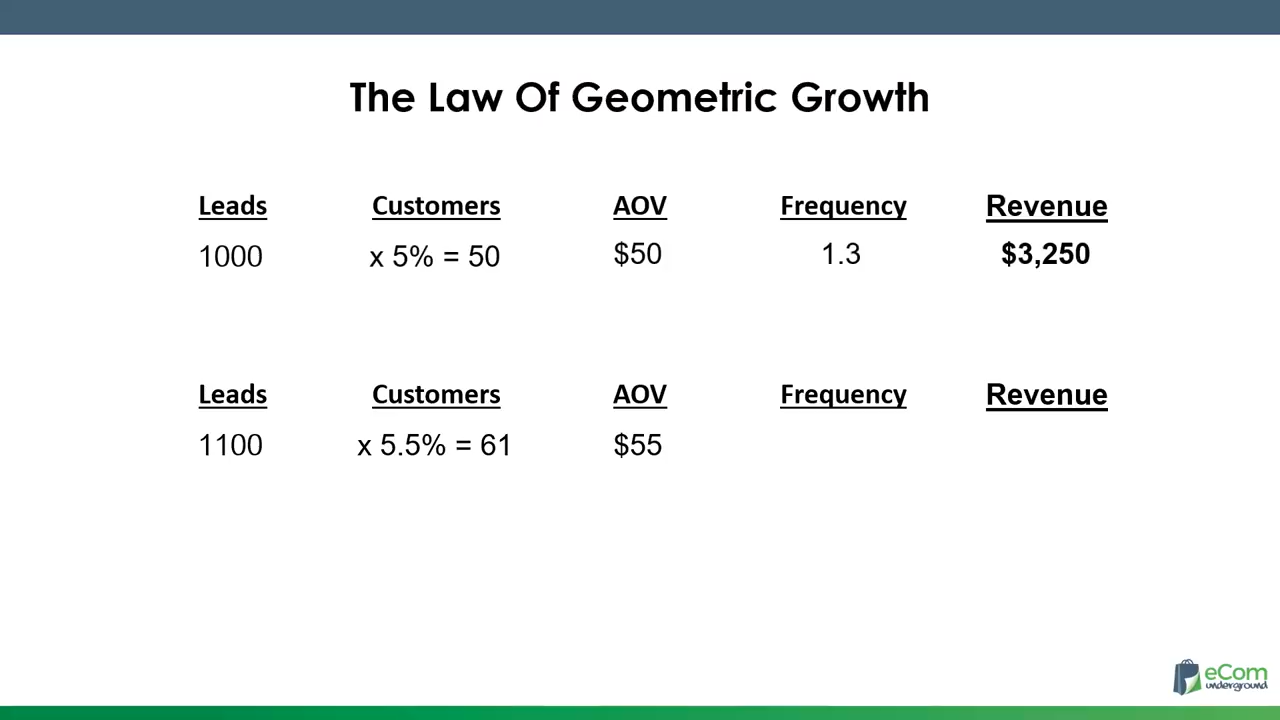 The Law Of Geometric Growth
Leads Customers AOV Frequency Revenue
1000 x 5% = 50 $50 1.3 $3,250
Leads Customers AOV Frequency Revenue
1100 x 5.5% = 61 $55
eCom
underground